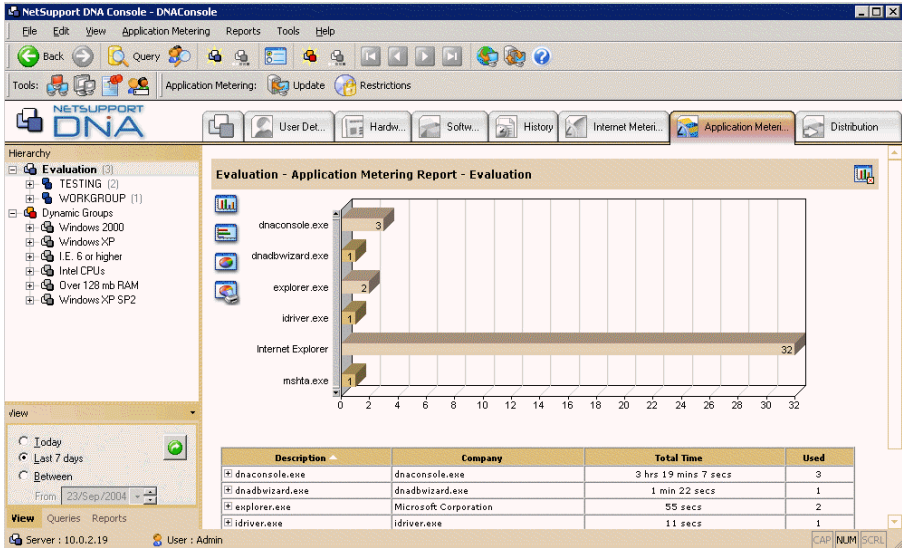 NetSupport DNA Console - DNAConsole
File Edit View Application Metering Reports Tools Help
Back Query
Tools: Application Metering: Update Restrictions
NETSUPPORT
DNA
User Det... Hardw... Softw... History Internet Meteri... Application Meteri... Distribution
Hierarchy
Evaluation (3)
TESTING (2)
WORKGROUP (1)
Dynamic Groups
Windows 2000
Windows XP
I.E. 6 or higher
Intel CPUs
Over 128 mb RAM
Windows XP SP2
View
Today
Last 7 days
Between
From 23/Sep/2004
View Queries Reports
Evaluation - Application Metering Report - Evaluation
dnaconsole.exe 3
dnadbwizard.exe 1
explorer.exe 2
idriver.exe 1
Internet Explorer 32
mshta.exe 1
0 2 4 6 8 10 12 14 16 18 20 22 24 26 28 30 32
Description Company Total Time Used
dnaconsole.exe dnaconsole.exe 3 hrs 19 mins 7 secs 3
dnadbwizard.exe dnadbwizard.exe 1 min 22 secs 1
explorer.exe Microsoft Corporation 55 secs 2
idriver.exe idriver.exe 11 secs 1
Server : 10.0.2.19 User : Admin CAP NUM SCRL